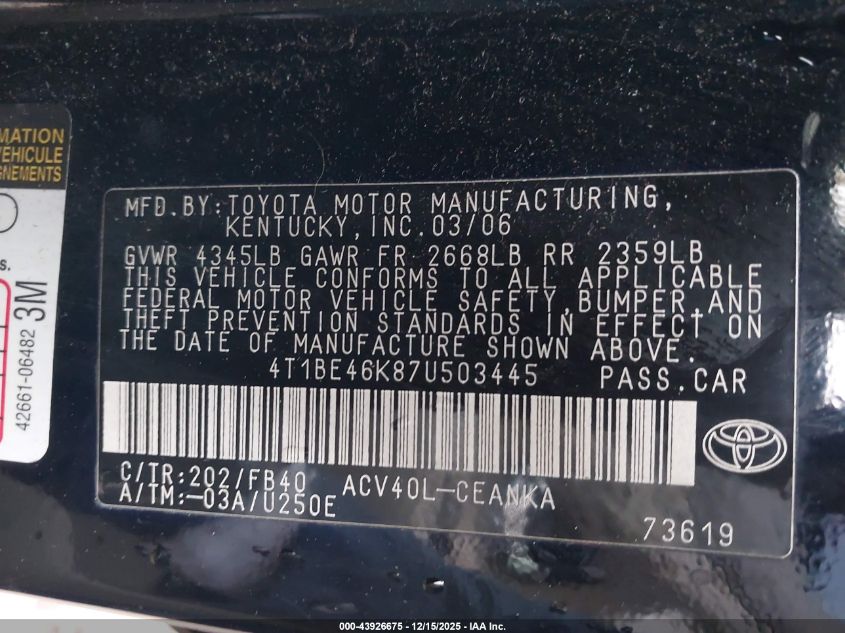 MATION
VEHICULE
GNEMENTS
s.
42661-06482 3M
MFD.BY:TOYOTA MOTOR MANUFACTURING,
KENTUCKY,INC.03/06
GVWR 4345LB GAWR FR 2668LB RR 2359LB
THIS VEHICLE CONFORMS TO ALL APPLICABLE
FEDERAL MOTOR VEHICLE SAFETY,BUMPER,AND
THEFT PREVENTION STANDARDS IN EFFECT ON
THE DATE OF MANUFACTURE SHOWN ABOVE.
4T1BE46K87U503445 PASS.CAR
C/TR:202/FB40 ACV40L-CEANKA
A/TM:-03A/U250E
73619
000-43926675 - 12/15/2025 - IAA Inc.